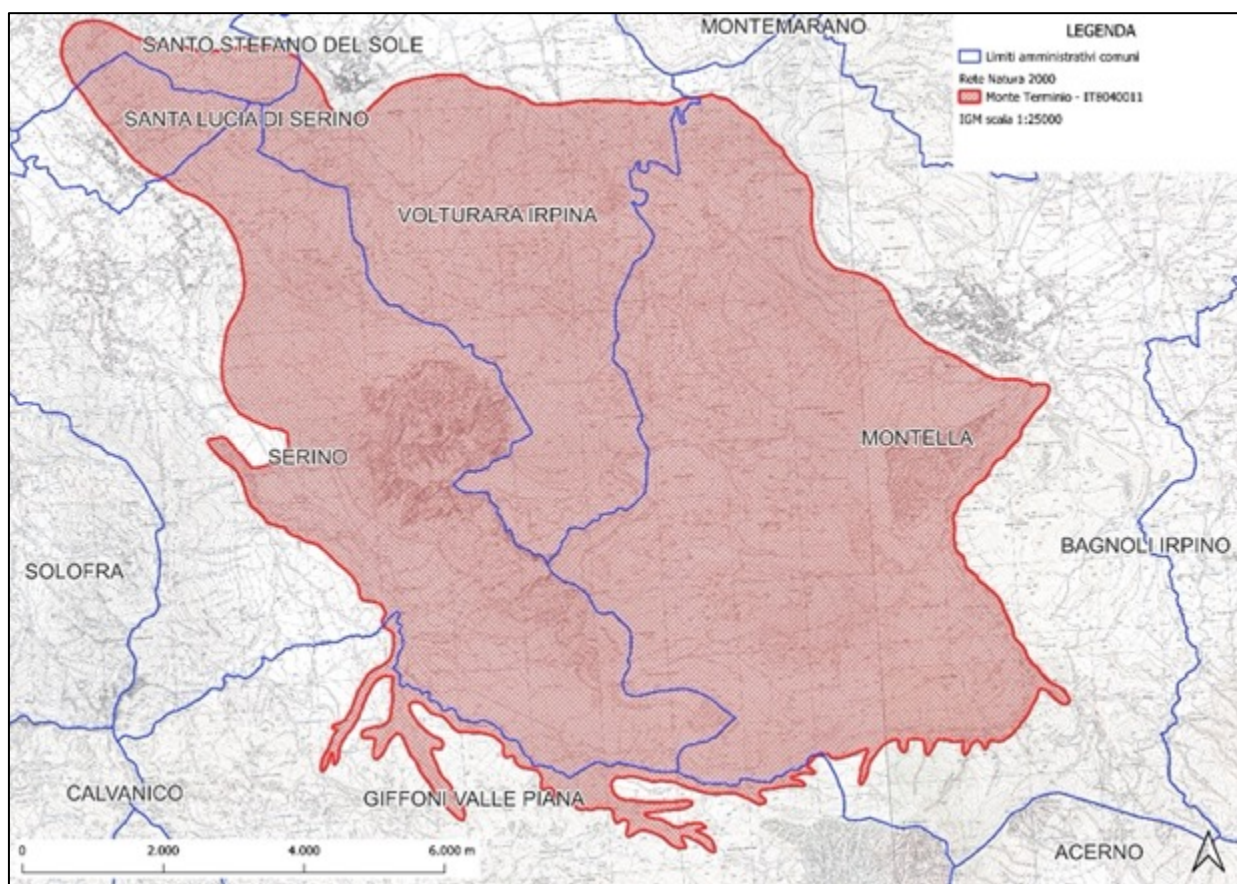 SANTO STEFANO DEL SOLE
MONTEMARANO
LEGENDA
Limiti amministrativi comuni
Rete Natura 2000
Monte Terminio - IT8040011
IGM scala 1:25000
SANTA LUCIA DI SERINO
VOLTURARA IRPINA
SERINO
MONTELLA
SOLOFRA
BAGNOLI IRPINO
CALVANICO
GIFFONI VALLE PIANA
ACERNO
0 2.000 4.000 6.000 m